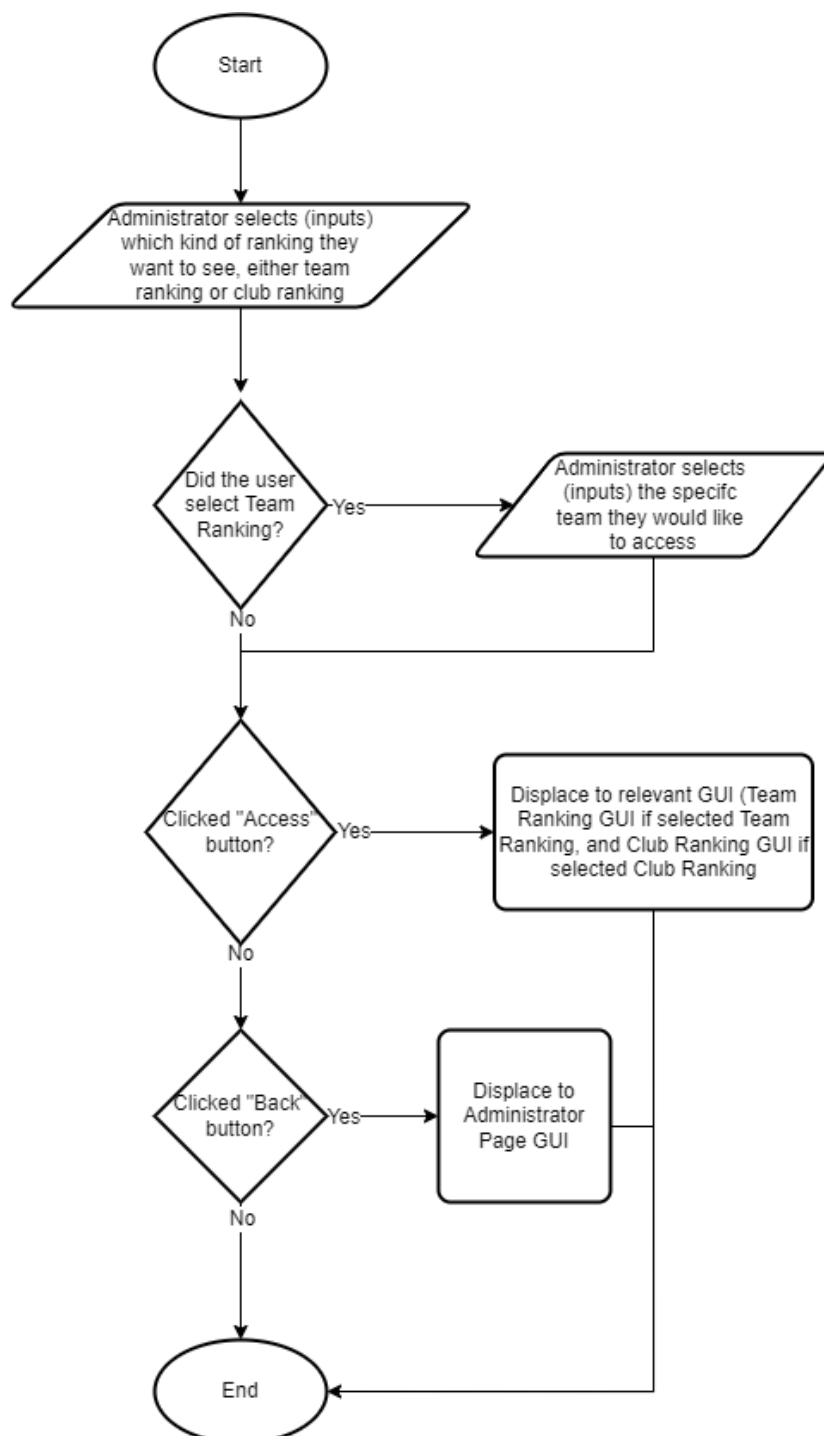 Start
Administrator selects (inputs)
which kind of ranking they
want to see, either team
ranking or club ranking
Did the user
select Team
Ranking?
Yes
Administrator selects
(inputs) the specifc
team they would like
to access
No
Clicked "Access"
button?
Yes
Displace to relevant GUI (Team
Ranking GUI if selected Team
Ranking, and Club Ranking GUI if
selected Club Ranking
No
Clicked "Back"
button?
Yes
Displace to
Administrator
Page GUI
No
End